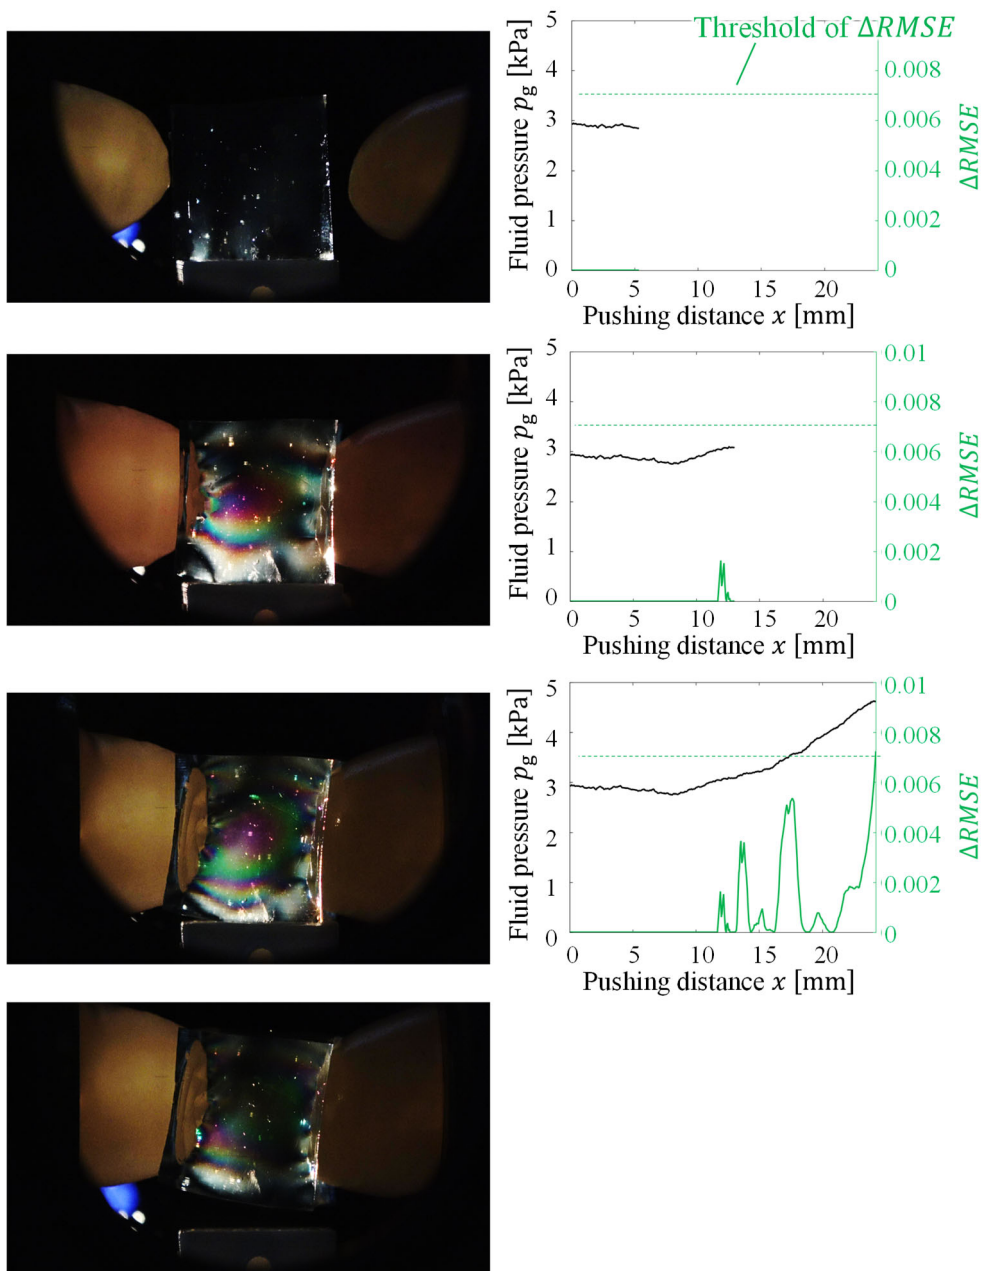 Threshold of ΔRMSE
Fluid pressure pg [kPa]
5
4
3
2
1
0
0 5 10 15 20
Pushing distance x [mm]
0.008
0.006
0.004
0.002
0
ΔRMSE
Fluid pressure pg [kPa]
5
4
3
2
1
0
0 5 10 15 20
Pushing distance x [mm]
0.01
0.008
0.006
0.004
0.002
0
ΔRMSE
Fluid pressure pg [kPa]
5
4
3
2
1
0
0 5 10 15 20
Pushing distance x [mm]
0.01
0.008
0.006
0.004
0.002
0
ΔRMSE